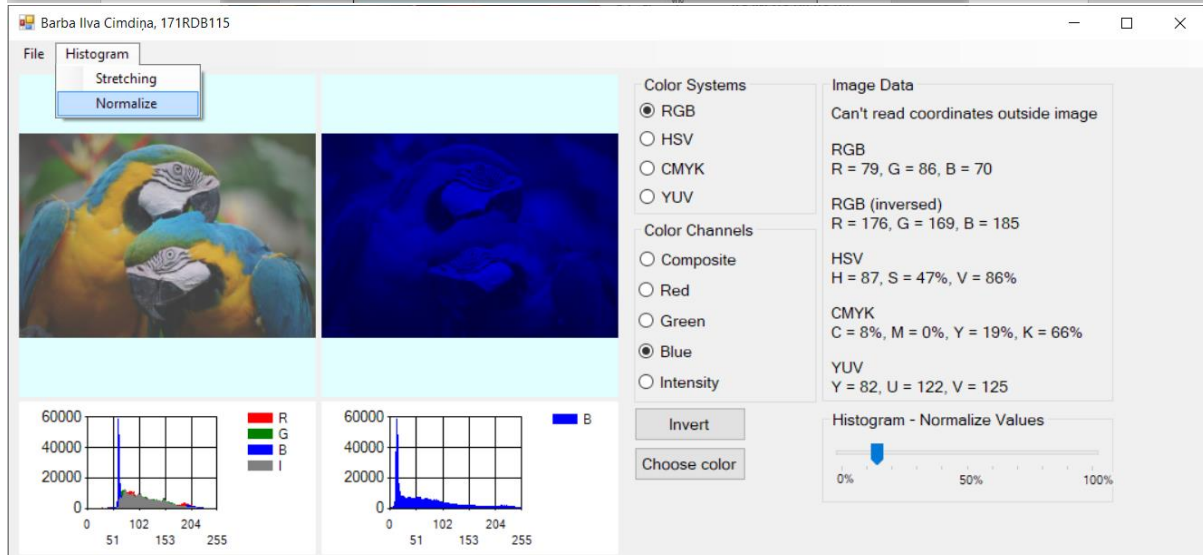 Barba Ilva Cimdiņa, 171RDB115
File Histogram
Stretching
Normalize
Color Systems
RGB
HSV
CMYK
YUV
Color Channels
Composite
Red
Green
Blue
Intensity
Invert
Choose color
Image Data
Can't read coordinates outside image
RGB
R = 79, G = 86, B = 70
RGB (inversed)
R = 176, G = 169, B = 185
HSV
H = 87, S = 47%, V = 86%
CMYK
C = 8%, M = 0%, Y = 19%, K = 66%
YUV
Y = 82, U = 122, V = 125
Histogram - Normalize Values
0% 50% 100%
60000
40000
20000
0
0 102 204
51 153 255
R
G
B
I
60000
40000
20000
0
0 102 204
51 153 255
B